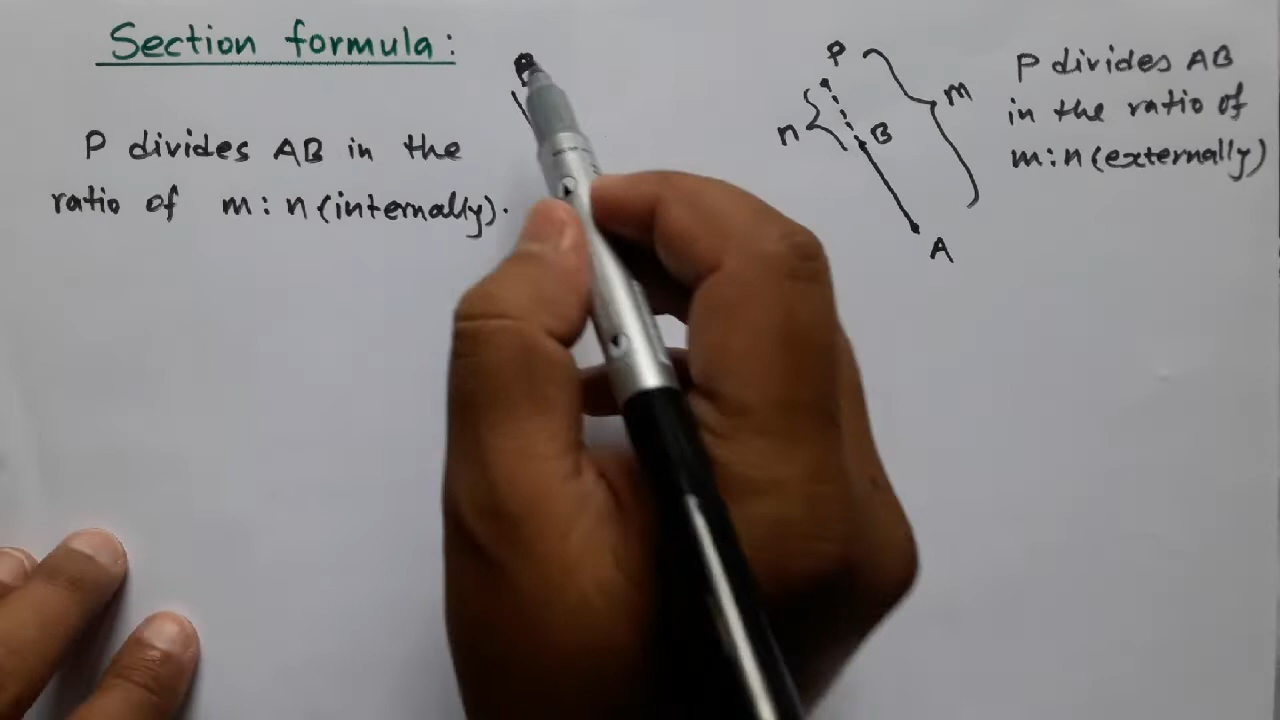 Section formula:
P divides AB in the
ratio of m:n (internally).
P
m
n
B
A
P divides AB
in the ratio of
m:n (externally)